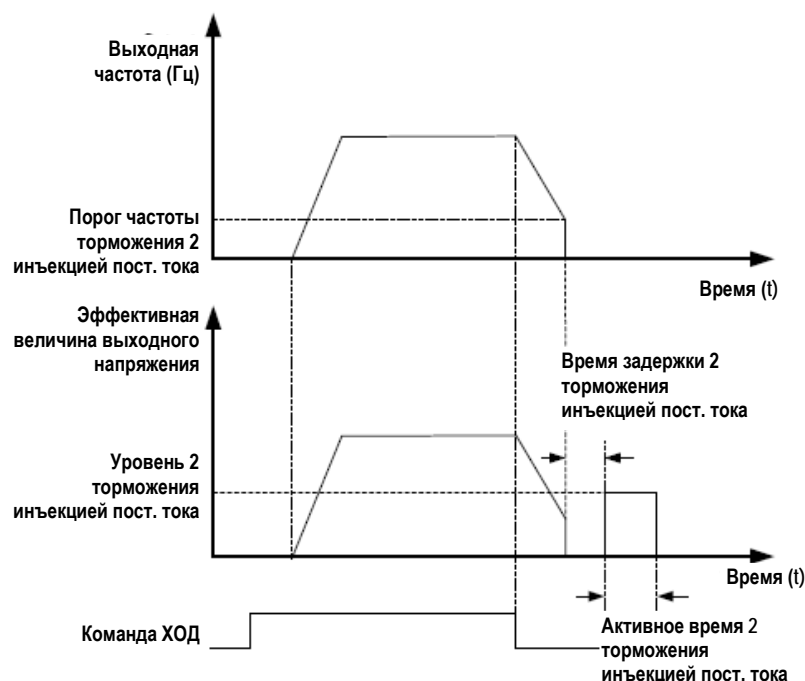 Выходная
частота (Гц)
Порог частоты
торможения 2
инъекцией пост. тока
Время (t)
Эффективная
величина выходного
напряжения
Время задержки 2
торможения
инъекцией пост. тока
Уровень 2
торможения
инъекцией пост. тока
Время (t)
Команда ХОД
Активное время 2
торможения
инъекцией пост. тока